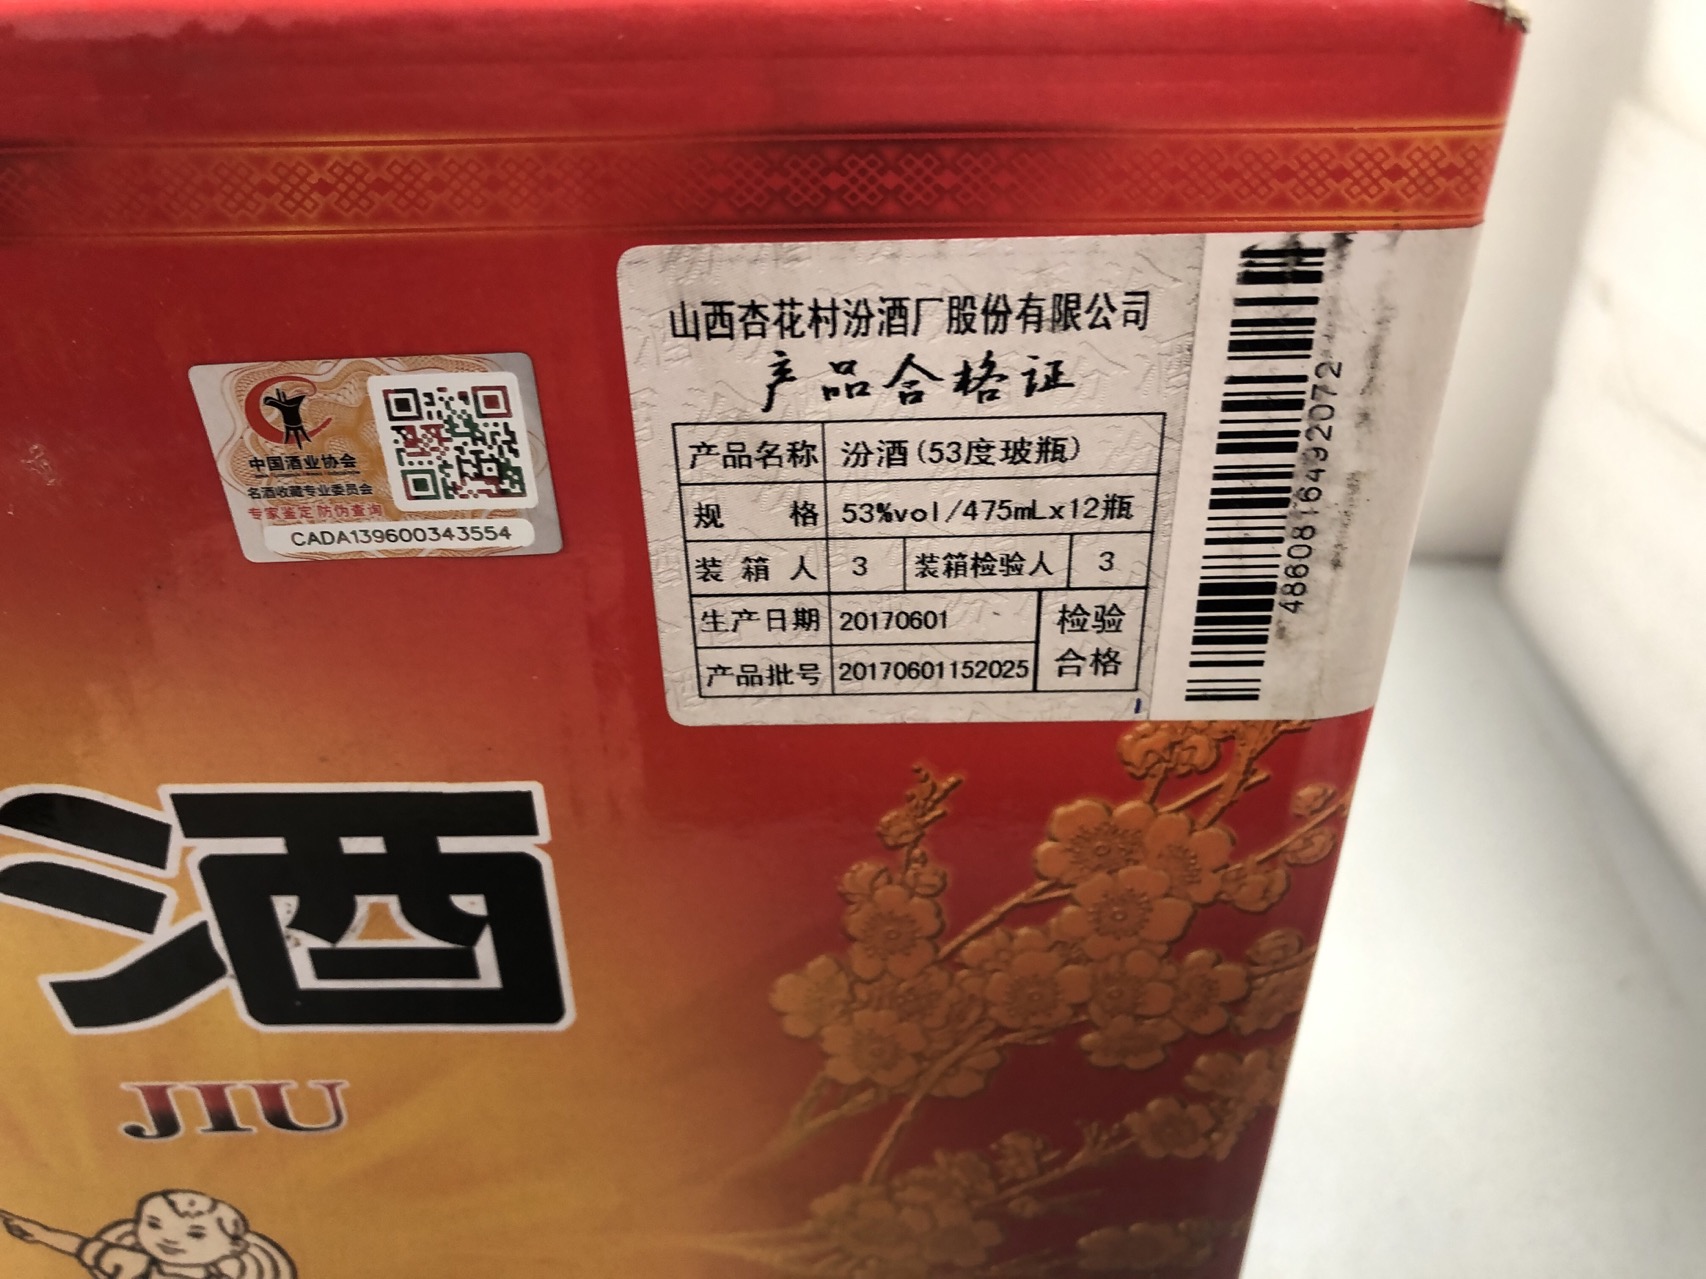 山西杏花村汾酒厂股份有限公司
产品合格证
产品名称 汾酒(53度玻瓶)
规 格 53%vol/475mLx12瓶
装箱人 3 装箱检验人 3
生产日期 20170601 检验
产品批号 20170601152025 合格
4860816492072
中国酒业协会
名酒收藏专业委员会
专家鉴定 防伪查询
CADA139600343554
酒
JIU